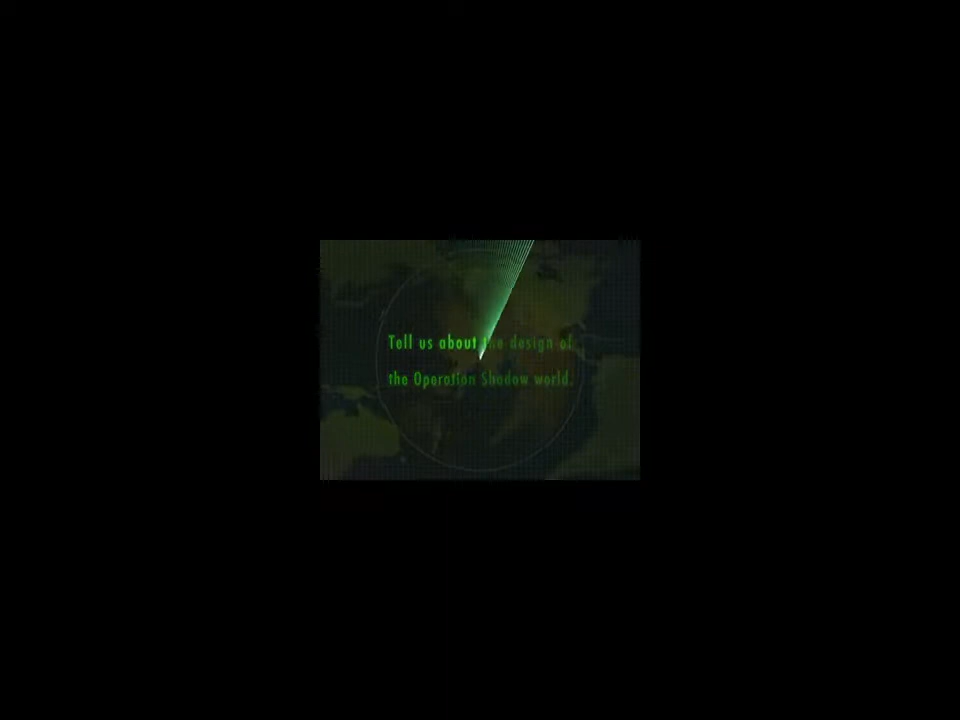 Tell us about the design of
the Operation Shadow world.